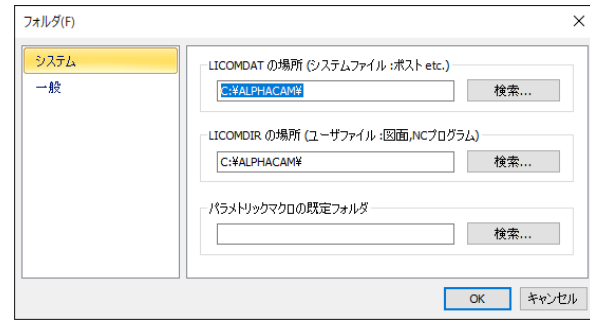 フォルダ(F)
システム
一般
LICOMDAT の場所 (システムファイル :ポスト etc.)
C:¥ALPHACAM¥
検索...
LICOMDIR の場所 (ユーザファイル :図面,NCプログラム)
C:¥ALPHACAM¥
検索...
パラメトリックマクロの既定フォルダ
検索...
OK
キャンセル